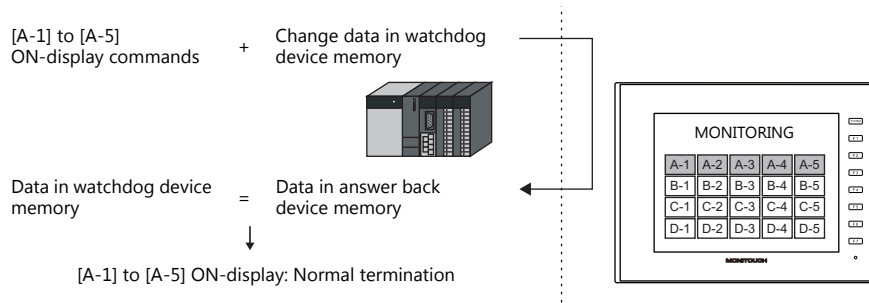 [A-1] to [A-5]
ON-display commands
+
Change data in watchdog
device memory
Data in watchdog device
memory
=
Data in answer back
device memory
[A-1] to [A-5] ON-display: Normal termination
MONITORING
A-1 A-2 A-3 A-4 A-5
B-1 B-2 B-3 B-4 B-5
C-1 C-2 C-3 C-4 C-5
D-1 D-2 D-3 D-4 D-5
MONITOUCH